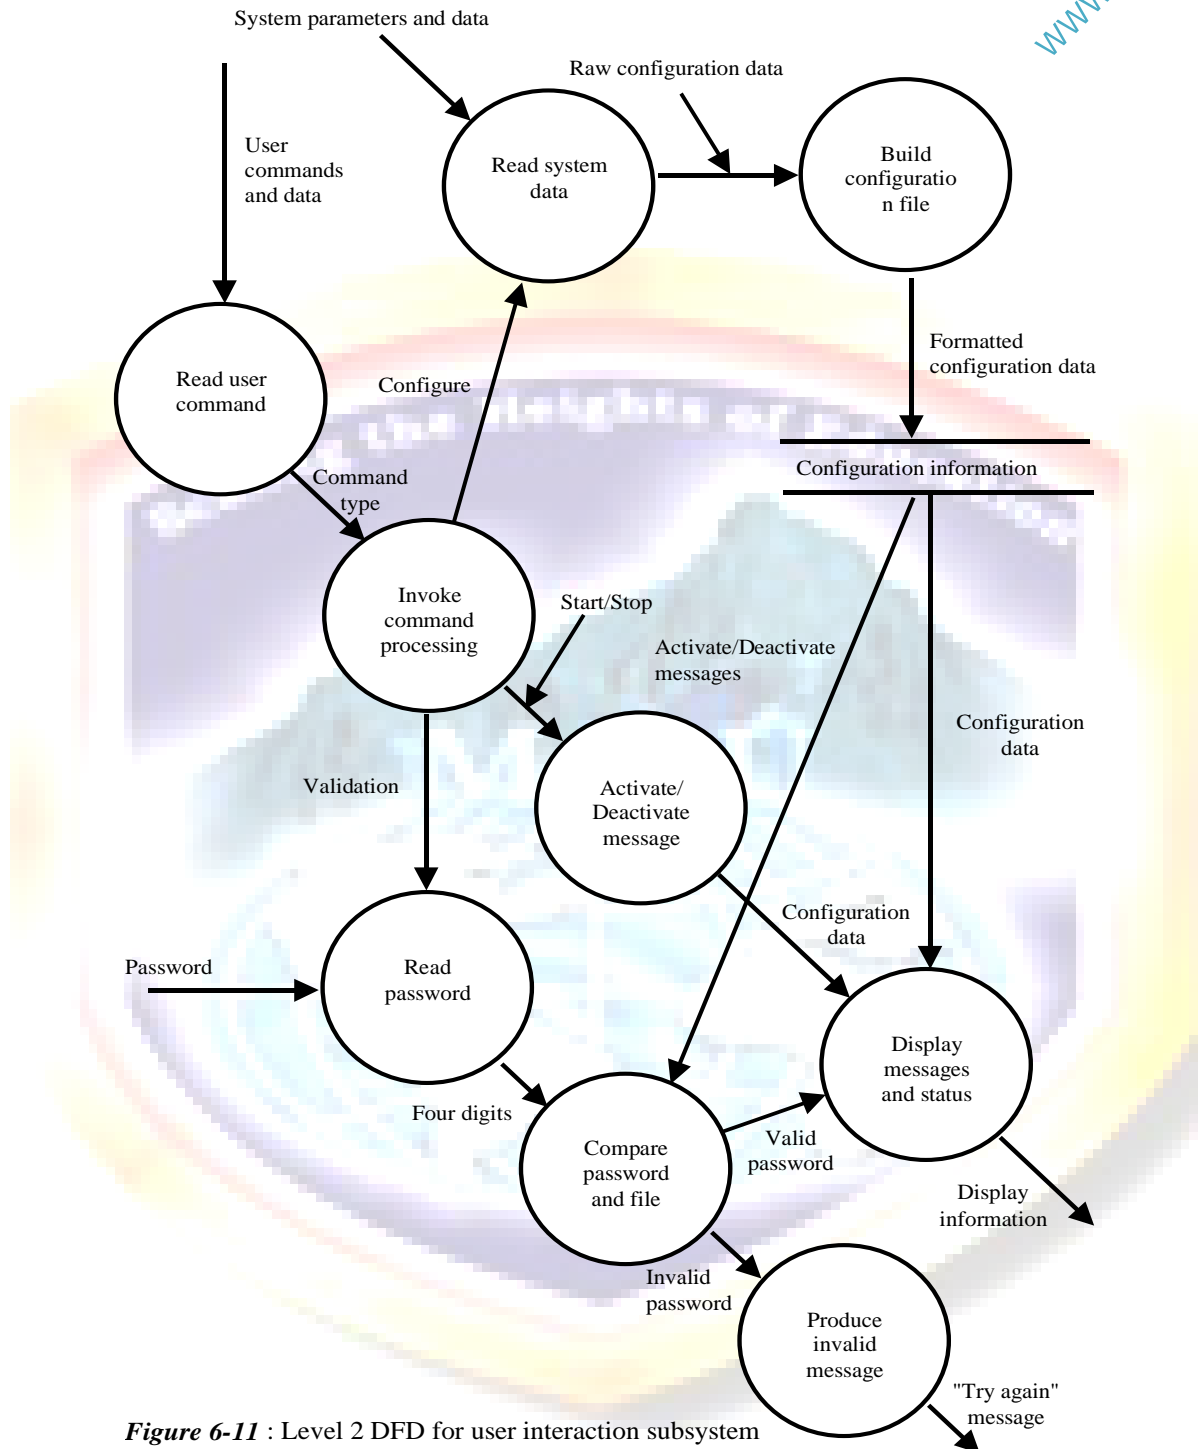 System parameters and data
www.
Raw configuration data
User
commands
and data
Read system
data
Build
configuratio
n file
Formatted
configuration data
Read user
command
Configure
Configuration information
Command
type
Invoke
command
processing
Start/Stop
Activate/Deactivate
messages
Configuration
data
Validation
Activate/
Deactivate
message
Configuration
data
Password
Read
password
Display
messages
and status
Four digits
Compare
password
and file
Valid
password
Display
information
Invalid
password
Produce
invalid
message
"Try again"
message
Figure 6-11 : Level 2 DFD for user interaction subsystem
the Heights of